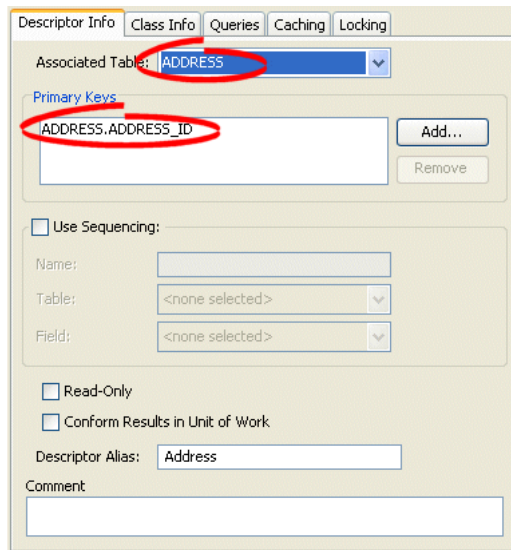 Descriptor Info Class Info Queries Caching Locking
Associated Table: ADDRESS
Primary Keys
ADDRESS.ADDRESS_ID
Add...
Remove
Use Sequencing:
Name:
Table: <none selected>
Field: <none selected>
Read-Only
Conform Results in Unit of Work
Descriptor Alias: Address
Comment